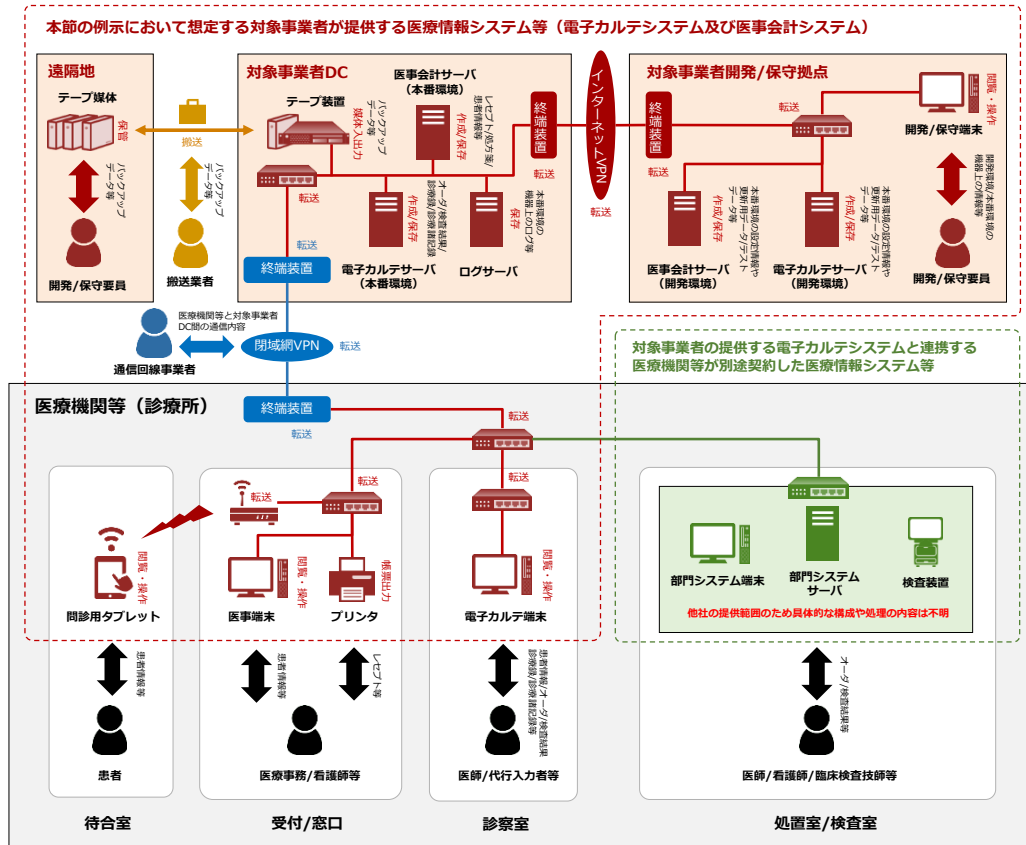 本節の例示において想定する対象事業者が提供する医療情報システム等（電子カルテシステム及び医事会計システム）
遠隔地
テープ媒体
保管
バックアップ
データ等
開発/保守要員
搬送
バックアップ
データ等
搬送業者
対象事業者DC
テープ装置
媒体入出力
バックアップ
データ等
医事会計サーバ
（本番環境）
作成/保存
レセプト/処方箋/
患者情報等
転送
作成/保存
オーダ/検査結果/
診療録/診療諸記録
電子カルテサーバ
（本番環境）
保存
本番環境の
機器上のログ等
ログサーバ
終端装置
転送
転送
終端装置
インターネットVPN
転送
対象事業者開発/保守拠点
終端装置
転送
転送
閲覧・操作
開発/保守端末
作成/保存
本番環境の設定情報や
更新用データ/テスト
データ等
医事会計サーバ
（開発環境）
作成/保存
本番環境の設定情報や
更新用データ/テスト
データ等
電子カルテサーバ
（開発環境）
開発環境/本番環境の
機器上の情報等
開発/保守要員
医療機関等と対象事業者
DC間の通信内容
通信回線事業者
閉域網VPN
転送
対象事業者の提供する電子カルテシステムと連携する
医療機関等が別途契約した医療情報システム等
医療機関等（診療所）
終端装置
転送
転送
転送
転送
転送
閲覧・操作
問診用タブレット
閲覧・操作
医事端末
帳票出力
プリンタ
閲覧・操作
電子カルテ端末
部門システム端末
部門システム
サーバ
検査装置
他社の提供範囲のため具体的な構成や処理の内容は不明
患者情報等
患者
患者情報等
レセプト等
医療事務/看護師等
患者情報/オーダ/検査結果
診療録/診療諸記録等
医師/代行入力者等
オーダ/検査結果等
医師/看護師/臨床検査技師等
待合室
受付/窓口
診察室
処置室/検査室